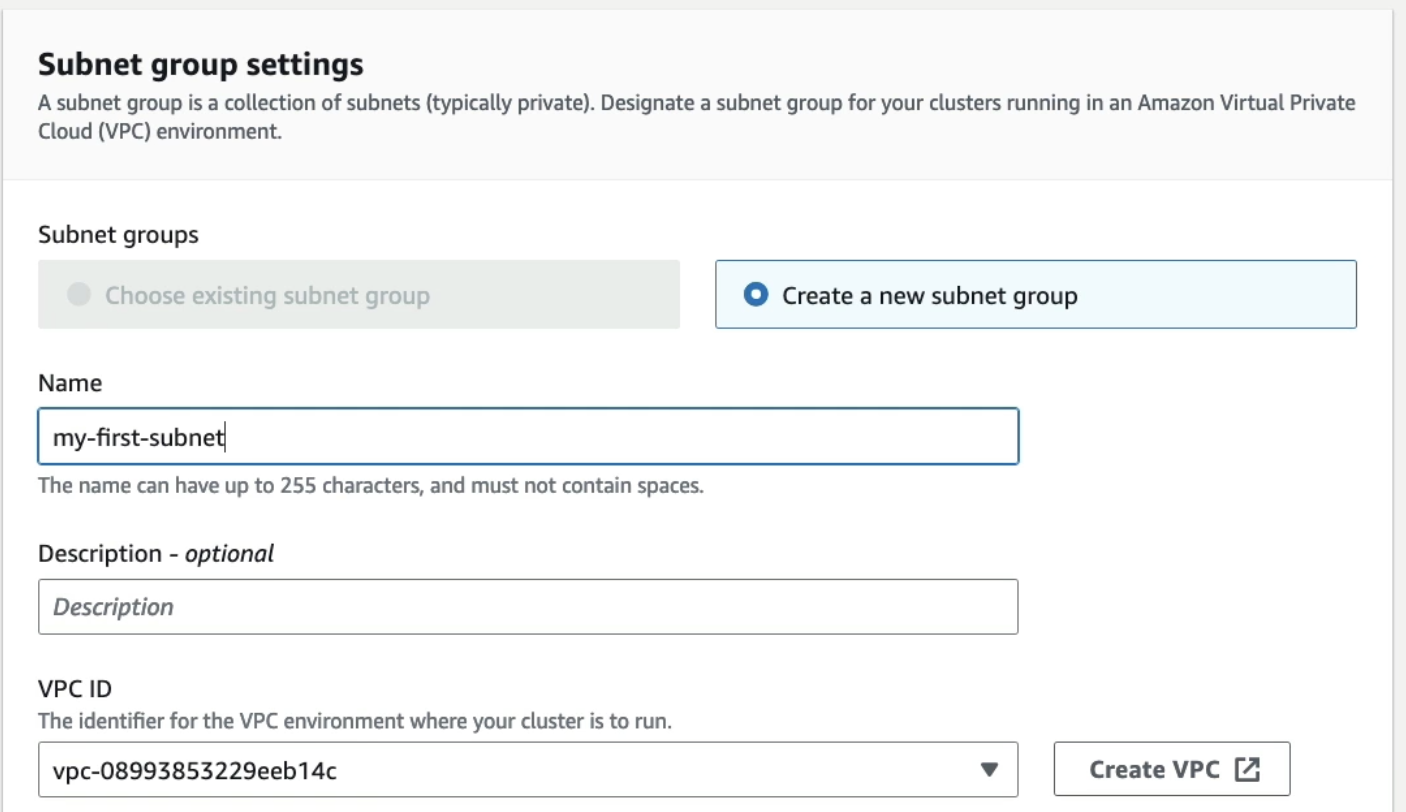 Subnet group settings
A subnet group is a collection of subnets (typically private). Designate a subnet group for your clusters running in an Amazon Virtual Private
Cloud (VPC) environment.
Subnet groups
Choose existing subnet group
Create a new subnet group
Name
my-first-subnet
The name can have up to 255 characters, and must not contain spaces.
Description - optional
Description
VPC ID
The identifier for the VPC environment where your cluster is to run.
vpc-08993853229eeb14c
Create VPC